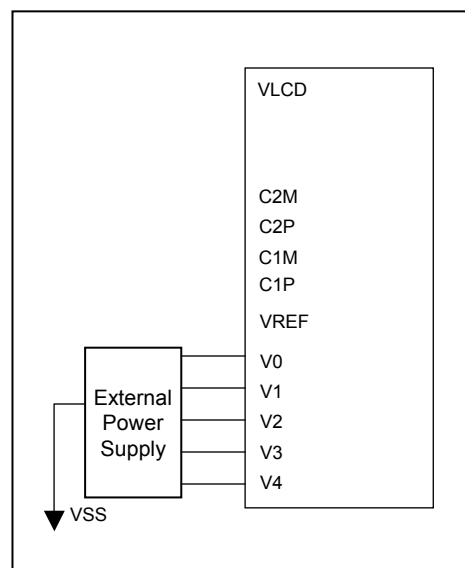 VLCD
C2M
C2P
C1M
C1P
VREF
V0
V1
V2
V3
V4
External
Power
Supply
VSS